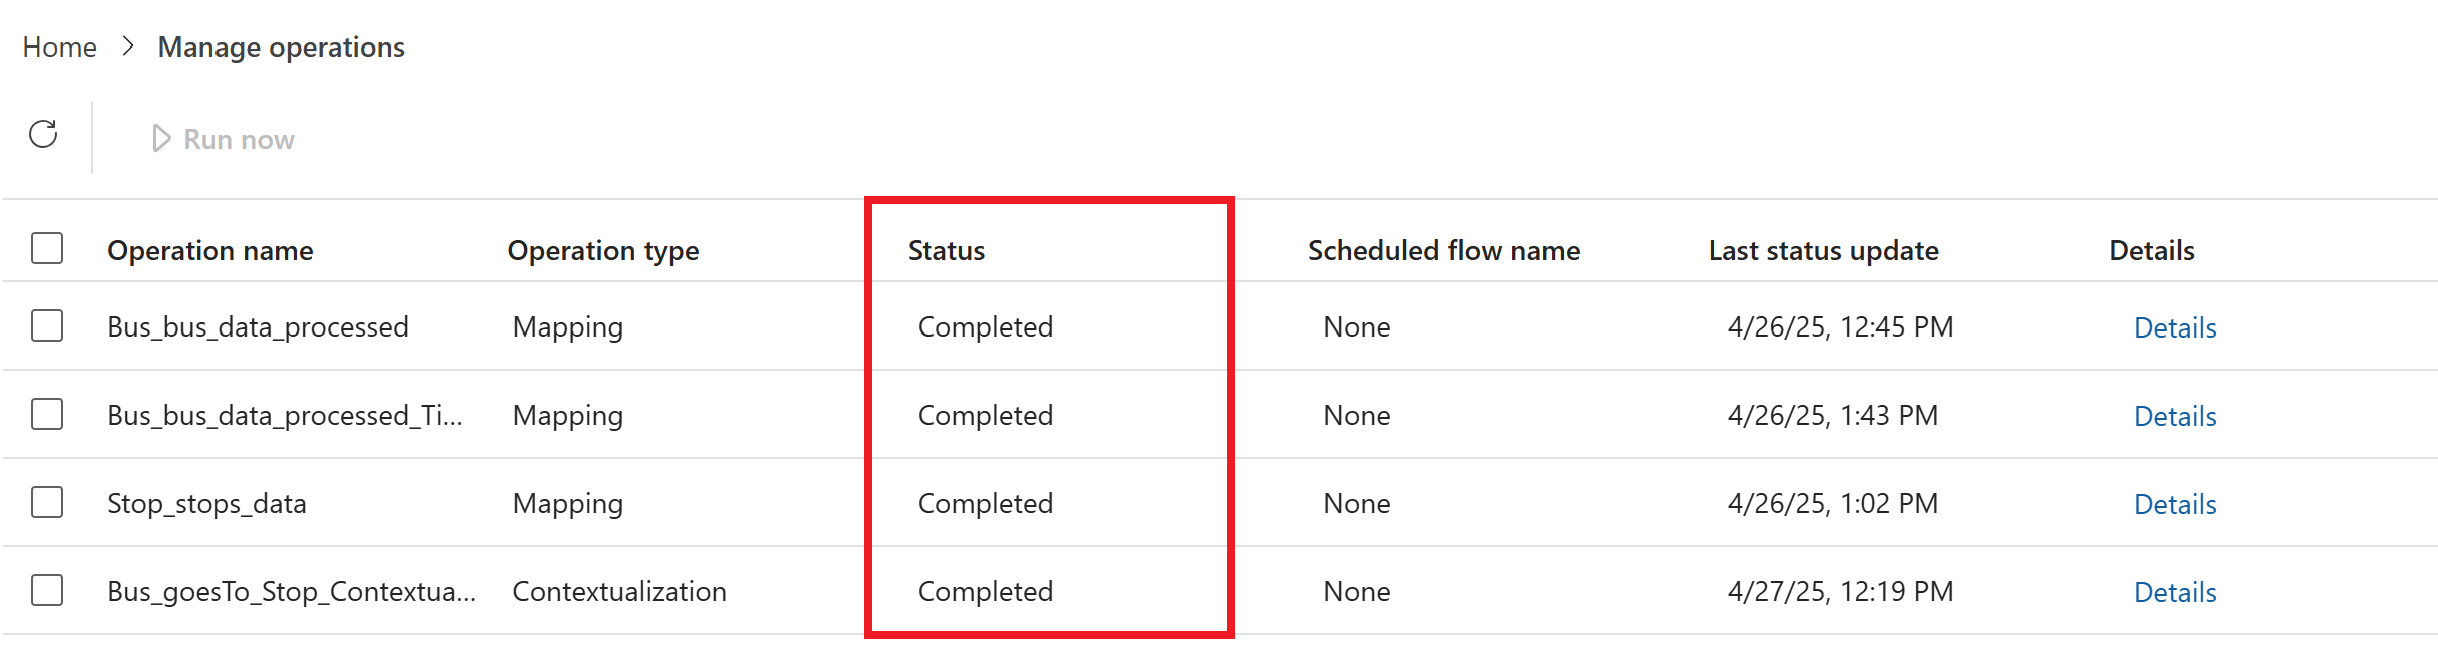 Home > Manage operations
Run now
Operation name Operation type Status Scheduled flow name Last status update Details
Bus_bus_data_processed Mapping Completed None 4/26/25, 12:45 PM Details
Bus_bus_data_processed_Ti... Mapping Completed None 4/26/25, 1:43 PM Details
Stop_stops_data Mapping Completed None 4/26/25, 1:02 PM Details
Bus_goesTo_Stop_Contextua... Contextualization Completed None 4/27/25, 12:19 PM Details